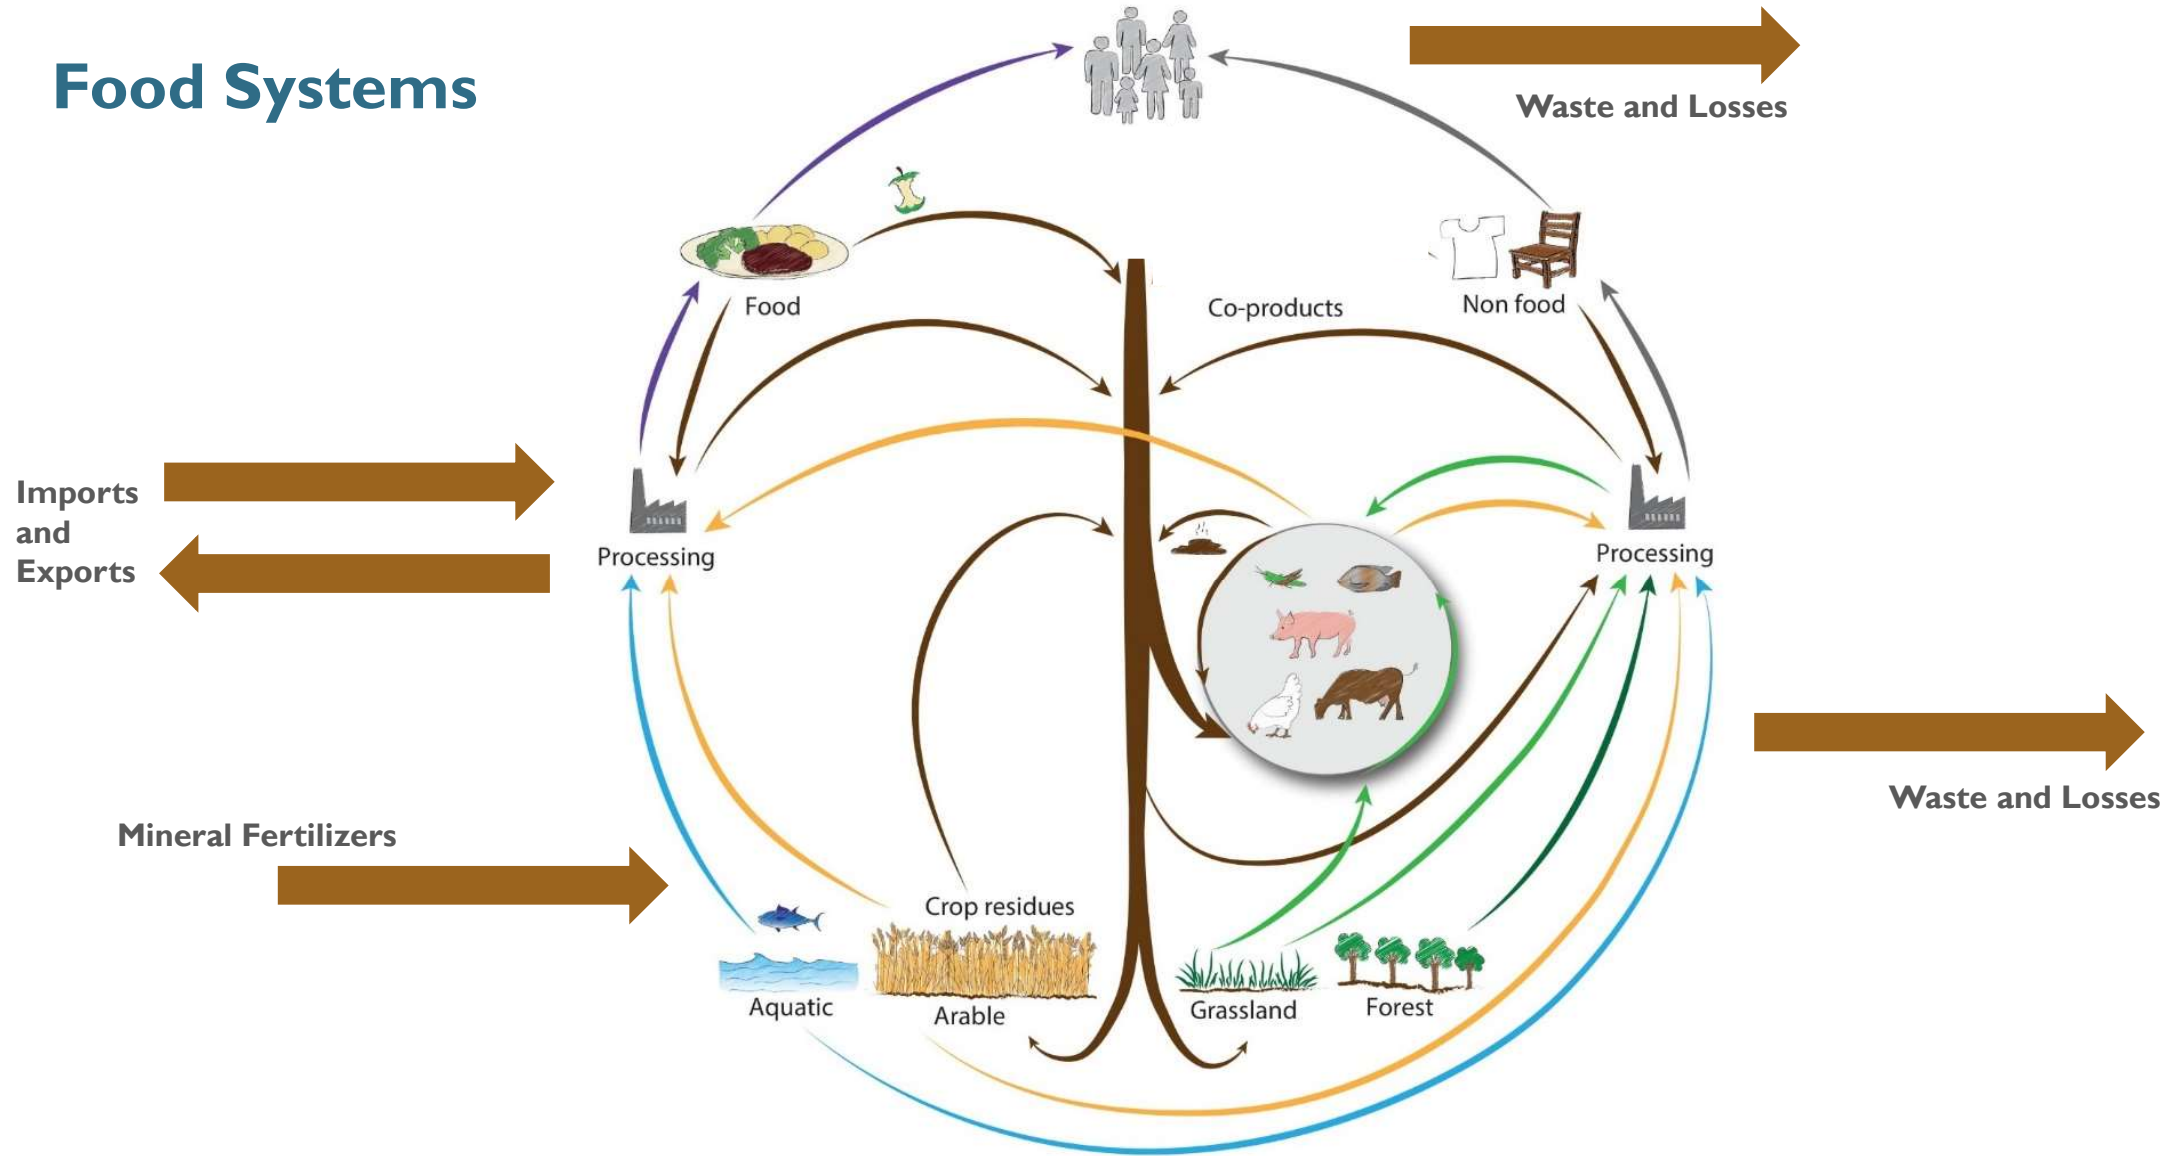 Food Systems
Waste and Losses
Food
Co-products
Non food
Imports
and
Exports
Processing
Processing
Waste and Losses
Mineral Fertilizers
Crop residues
Aquatic
Arable
Grassland
Forest